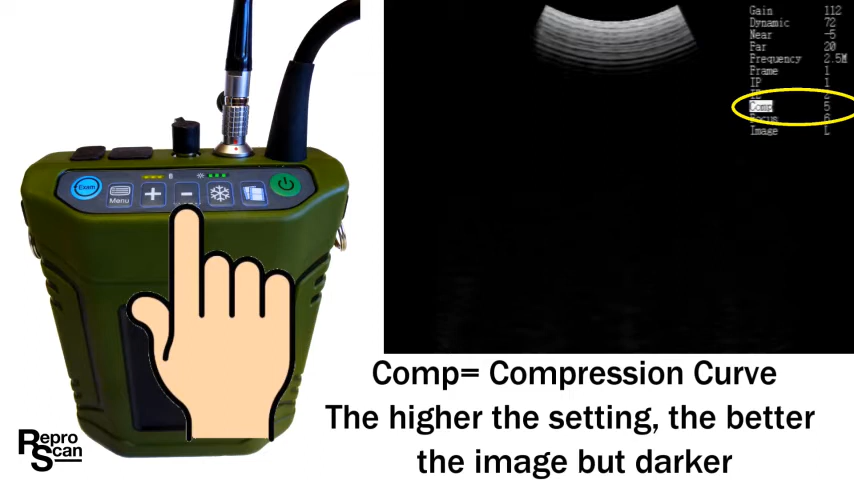 Gain 112
Dynamic 72
Near -5
Far 20
Frequency 2.5M
Frame 1
IP 1
Comp 5
Focus 6
Image L
Exam
Menu
+
-
Comp= Compression Curve
The higher the setting, the better
the image but darker
Repro
Scan